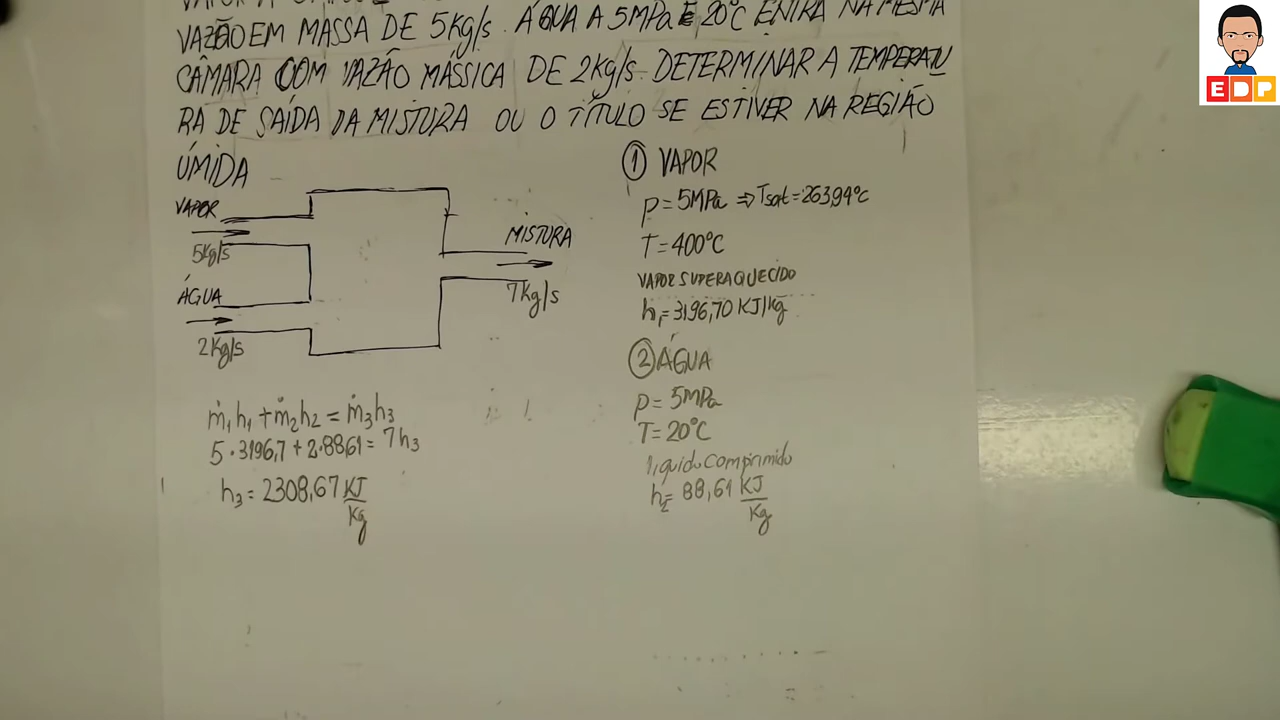 VAZÃO EM MASSA DE 5Kg/s. ÁGUA A 5MPa E 20°C ENTRA NA MESMA
CÂMARA COM VAZÃO MÁSSICA DE 2Kg/s. DETERMINAR A TEMPERATU
RA DE SAÍDA DA MISTURA OU O TÍTULO SE ESTIVER NA REGIÃO
ÚMIDA
VAPOR
5Kg/s
ÁGUA
2Kg/s
MISTURA
7Kg/s
ṁ₁h₁ + ṁ₂h₂ = ṁ₃h₃
5·3196,7+2·88,61= 7h₃
h₃= 2308,67 KJ/Kg
① VAPOR
P=5MPa ⇒ Tsat=263,94°C
T=400°C
VAPOR SUPERAQUECIDO
h₁=3196,70 KJ/kg
② ÁGUA
P=5MPa
T=20°C
líquido comprimido
h₂= 88,61 KJ/Kg
EDP